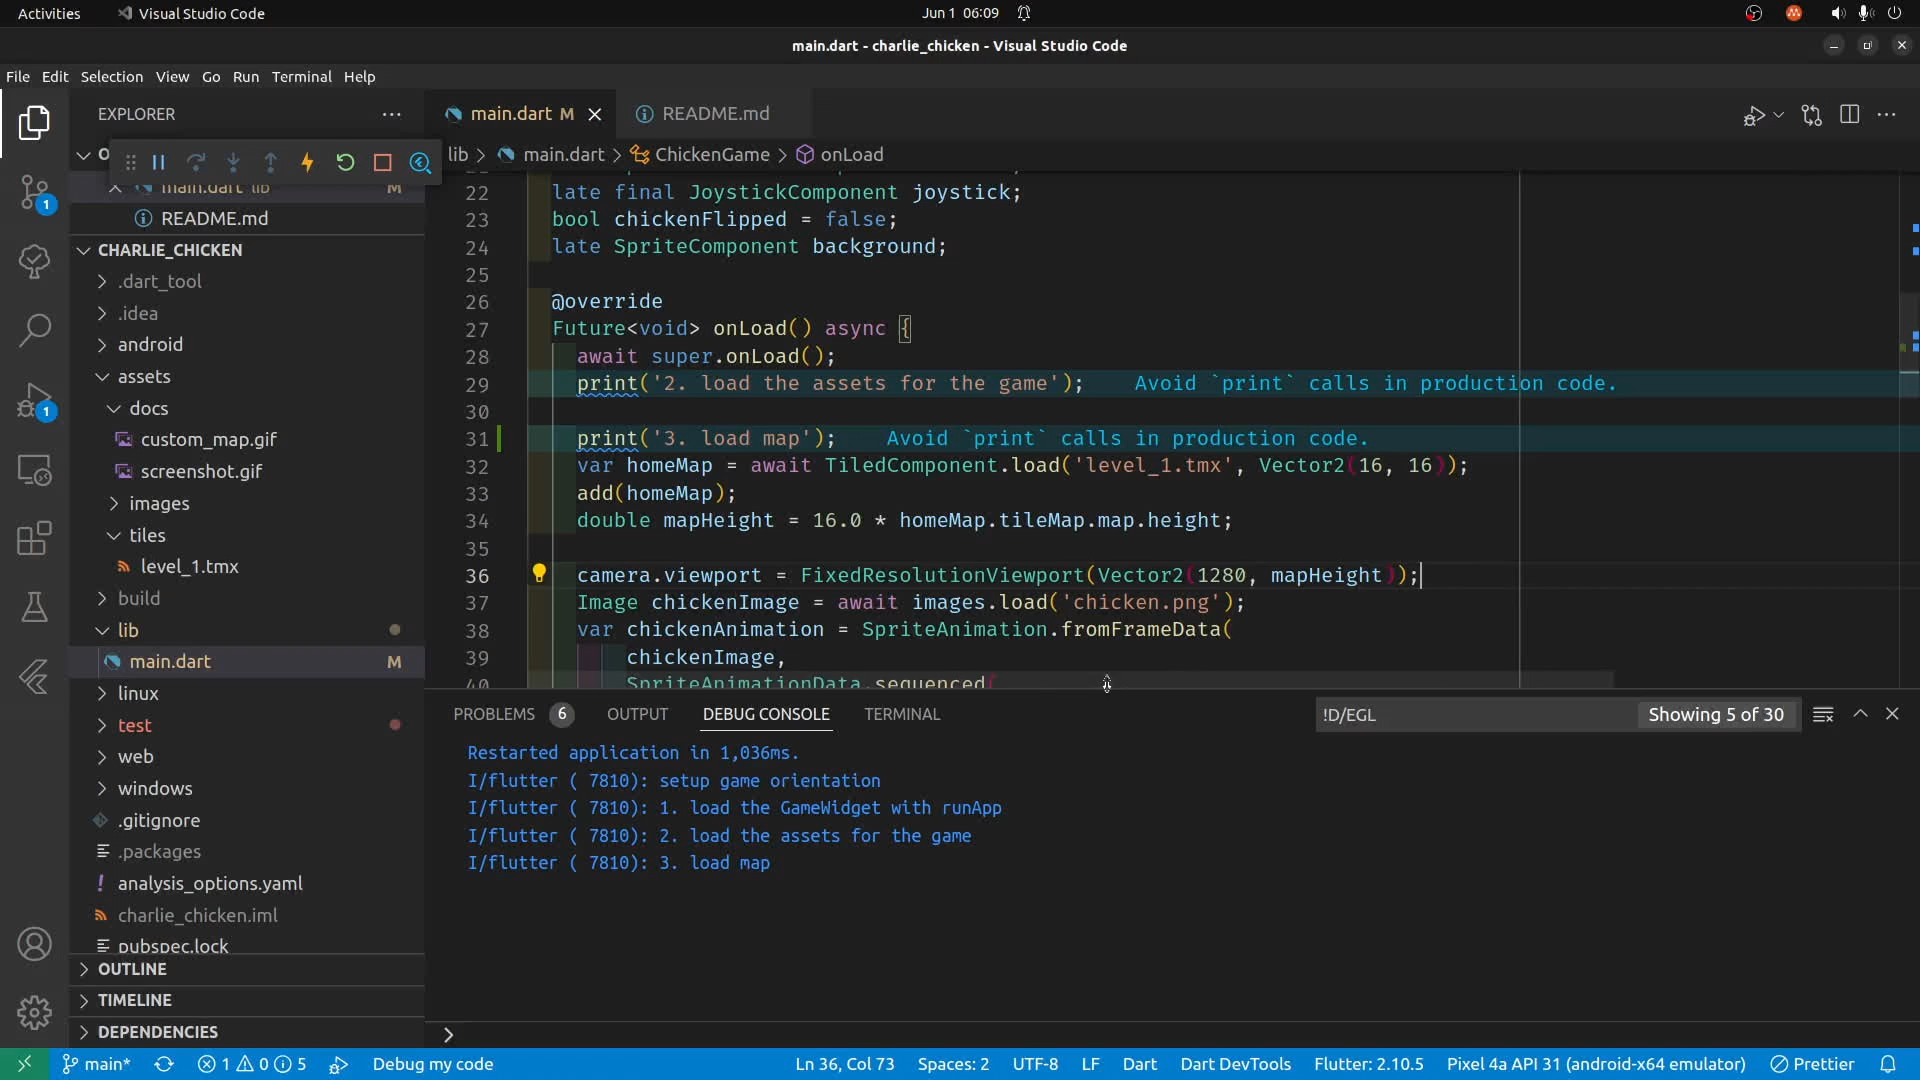 Activities
Visual Studio Code
Jun 1 06:09
main.dart - charlie_chicken - Visual Studio Code
File Edit Selection View Go Run Terminal Help
EXPLORER
main.dart M
README.md
lib > main.dart > ChickenGame > onLoad
O
main.dart lib M
README.md
CHARLIE_CHICKEN
.dart_tool
.idea
android
assets
docs
custom_map.gif
screenshot.gif
images
tiles
level_1.tmx
build
lib
main.dart M
linux
test
web
windows
.gitignore
.packages
analysis_options.yaml
charlie_chicken.iml
pubspec.lock
OUTLINE
TIMELINE
DEPENDENCIES
1
1
22 late final JoystickComponent joystick;
23 bool chickenFlipped = false;
24 late SpriteComponent background;
25
26 @override
27 Future<void> onLoad() async {
28 await super.onLoad();
29 print('2. load the assets for the game'); Avoid `print` calls in production code.
30
31 print('3. load map'); Avoid `print` calls in production code.
32 var homeMap = await TiledComponent.load('level_1.tmx', Vector2(16, 16));
33 add(homeMap);
34 double mapHeight = 16.0 * homeMap.tileMap.map.height;
35
36 camera.viewport = FixedResolutionViewport(Vector2(1280, mapHeight));
37 Image chickenImage = await images.load('chicken.png');
38 var chickenAnimation = SpriteAnimation.fromFrameData(
39 chickenImage,
40 SpriteAnimationData.sequenced(
PROBLEMS 6 OUTPUT DEBUG CONSOLE TERMINAL
!D/EGL Showing 5 of 30
Restarted application in 1,036ms.
I/flutter ( 7810): setup game orientation
I/flutter ( 7810): 1. load the GameWidget with runApp
I/flutter ( 7810): 2. load the assets for the game
I/flutter ( 7810): 3. load map
main* 1 0 5 Debug my code Ln 36, Col 73 Spaces: 2 UTF-8 LF Dart Dart DevTools Flutter: 2.10.5 Pixel 4a API 31 (android-x64 emulator) Prettier